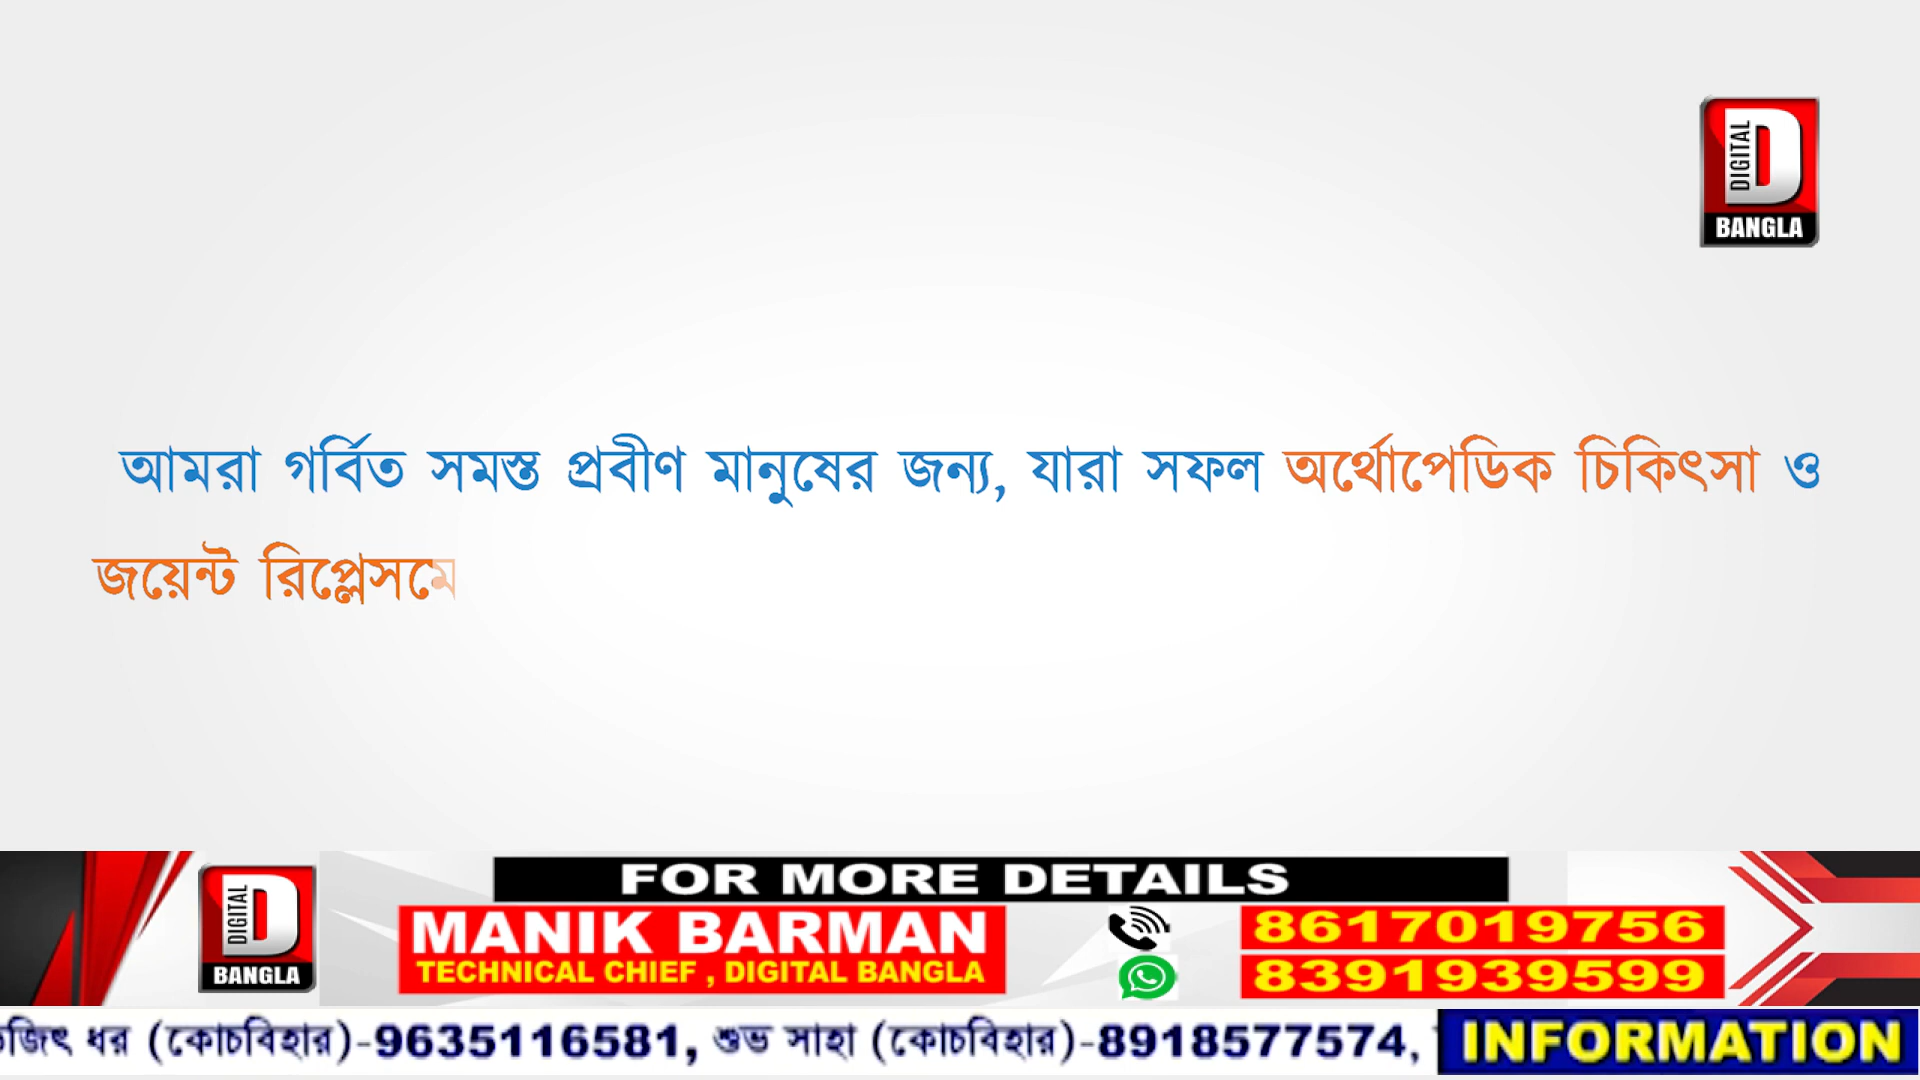 DIGITAL
BANGLA
আমরা গর্বিত সমস্ত প্রবীণ মানুষের জন্য, যারা সফল অর্থোপেডিক চিকিৎসা ও
জয়েন্ট রিপ্লেসমে
FOR MORE DETAILS
DIGITAL
BANGLA
MANIK BARMAN
TECHNICAL CHIEF, DIGITAL BANGLA
8617019756
8391939599
ধর (কোচবিহার)-9635116581, শুভ সাহা (কোচবিহার)-8918577574,
INFORMATION